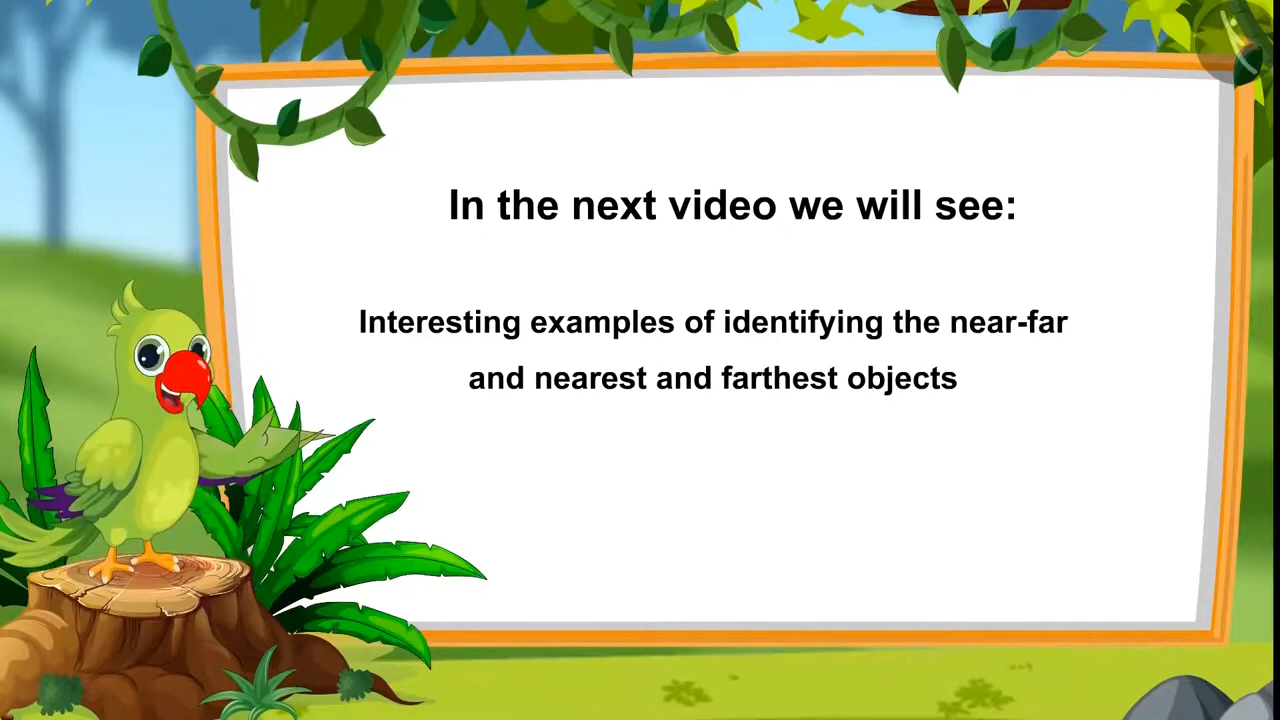 In the next video we will see:
Interesting examples of identifying the near-far
and nearest and farthest objects